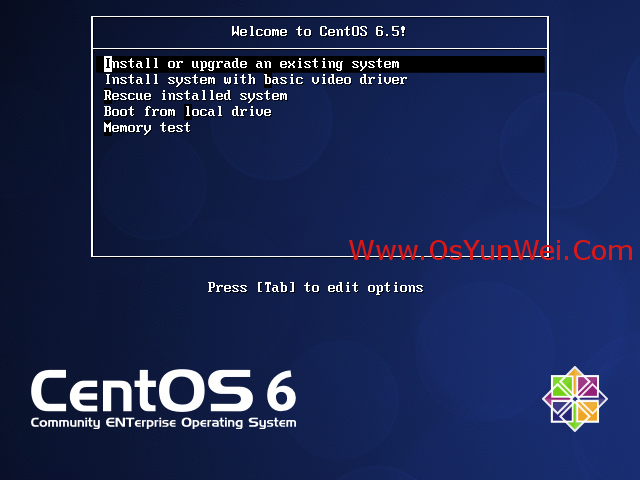 Welcome to CentOS 6.5!
Install or upgrade an existing system
Install system with basic video driver
Rescue installed system
Boot from local drive
Memory test
Www.OsYunWei.Com
Press [Tab] to edit options
CentOS 6
Community ENTerprise Operating System